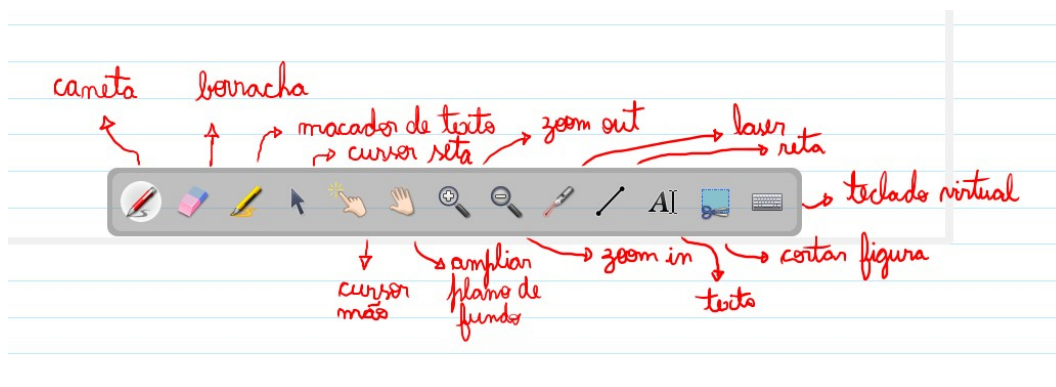 caneta
borracha
macador de texto
cursor seta
zoom out
laser
reta
AI
teclado virtual
cursor
mão
ampliar
plano de
fundo
zoom in
texto
cortar figura